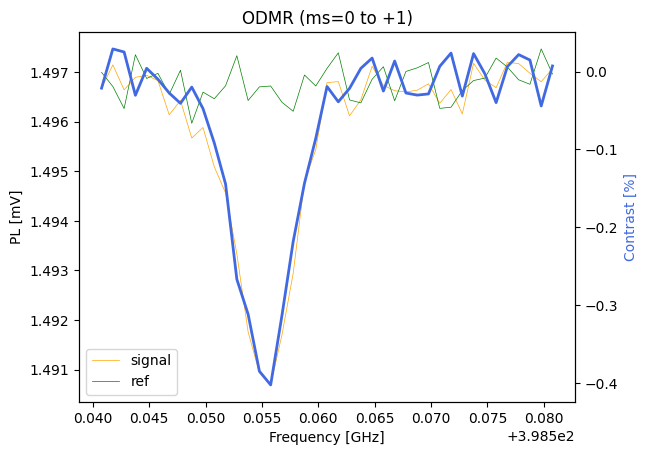 ODMR (ms=0 to +1)
1.497
1.496
1.495
1.494
1.493
1.492
1.491
PL [mV]
0.0
−0.1
−0.2
−0.3
−0.4
Contrast [%]
signal
ref
0.040 0.045 0.050 0.055 0.060 0.065 0.070 0.075 0.080
Frequency [GHz]
+3.985e2